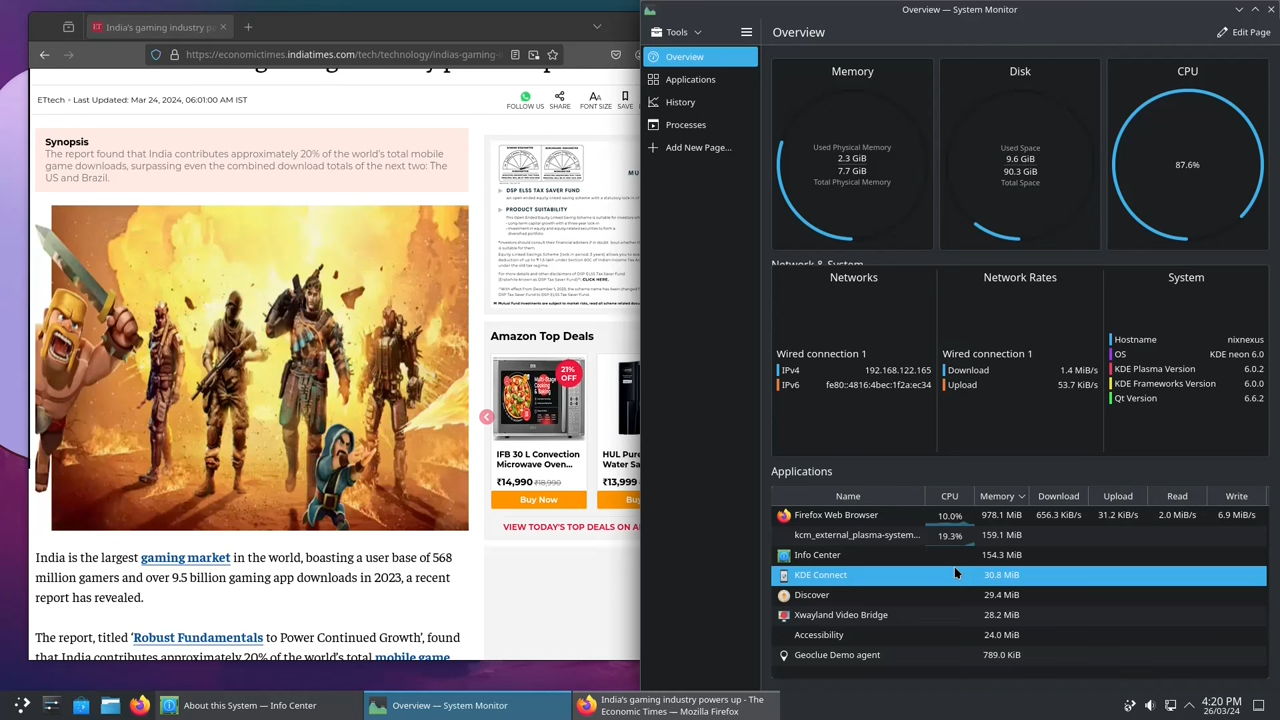 Overview — System Monitor
India's gaming industry p
https://economictimes.indiatimes.com/tech/technology/indias-gaming-
ETtech • Last Updated: Mar 24, 2024, 06:01:00 AM IST
FOLLOW US SHARE FONT SIZE SAVE
Synopsis
The report found that India contributes approximately 20% of the world's total mobile
game downloads, surpassing even the combined downloads totals of the next two: The
US and Brazil.
DSP ELSS TAX SAVER FUND
PRODUCT SUITABILITY
CLICK HERE.
Amazon Top Deals
21%
OFF
IFB 30 L Convection
Microwave Oven...
₹14,990 ₹18,990
Buy Now
HUL Pure
Water Sa
₹13,999
Buy
VIEW TODAY'S TOP DEALS ON A
India is the largest gaming market in the world, boasting a user base of 568
million gamers and over 9.5 billion gaming app downloads in 2023, a recent
report has revealed.
The report, titled ‘Robust Fundamentals to Power Continued Growth’, found
that India contributes approximately 20% of the world's total mobile game
Tools
Overview
Edit Page
Overview
Applications
History
Processes
Add New Page...
Memory
Used Physical Memory
2.3 GiB
7.7 GiB
Total Physical Memory
Disk
Used Space
9.6 GiB
90.3 GiB
Total Space
CPU
87.6%
Network & System
Networks
Wired connection 1
IPv4 192.168.122.165
IPv6 fe80::4816:4bec:1f2a:ec34
Wired connection 1
Download 1.4 MiB/s
Upload 53.7 KiB/s
System
Hostname nixnexus
OS KDE neon 6.0
KDE Plasma Version 6.0.2
KDE Frameworks Version 6.0.0
Qt Version 6.6.2
Applications
Name CPU Memory Download Upload Read Write
Firefox Web Browser 10.0% 978.1 MiB 656.3 KiB/s 31.2 KiB/s 2.0 MiB/s 6.9 MiB/s
kcm_external_plasma-system... 19.3% 159.1 MiB
Info Center 154.3 MiB
KDE Connect 30.8 MiB
Discover 29.4 MiB
Xwayland Video Bridge 28.2 MiB
Accessibility 24.0 MiB
Geoclue Demo agent 789.0 KiB
About this System — Info Center
Overview — System Monitor
India's gaming industry powers up - The
Economic Times — Mozilla Firefox
4:20 PM
26/03/24